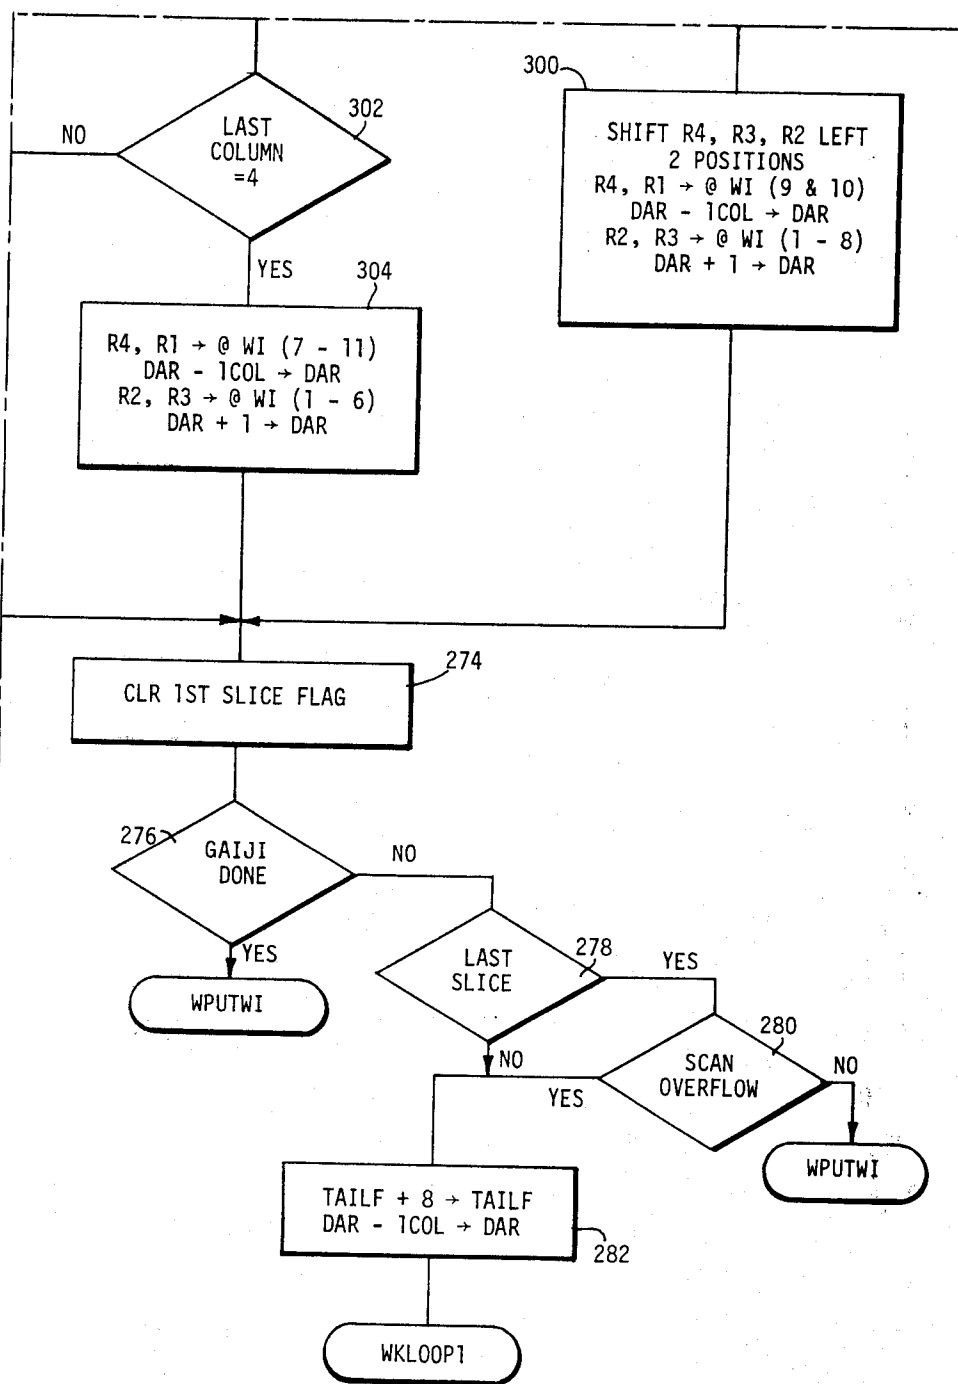 302
LAST
COLUMN
=4
NO
YES
300
SHIFT R4, R3, R2 LEFT
2 POSITIONS
R4, R1 → @ WI (9 & 10)
DAR - 1COL → DAR
R2, R3 → @ WI (1 - 8)
DAR + 1 → DAR
304
R4, R1 → @ WI (7 - 11)
DAR - 1COL → DAR
R2, R3 → @ WI (1 - 6)
DAR + 1 → DAR
274
CLR 1ST SLICE FLAG
276
GAIJI
DONE
NO
YES
WPUTWI
278
LAST
SLICE
YES
NO
280
SCAN
OVERFLOW
YES
NO
WPUTWI
TAILF + 8 → TAILF
DAR - 1COL → DAR
282
WKLOOP1